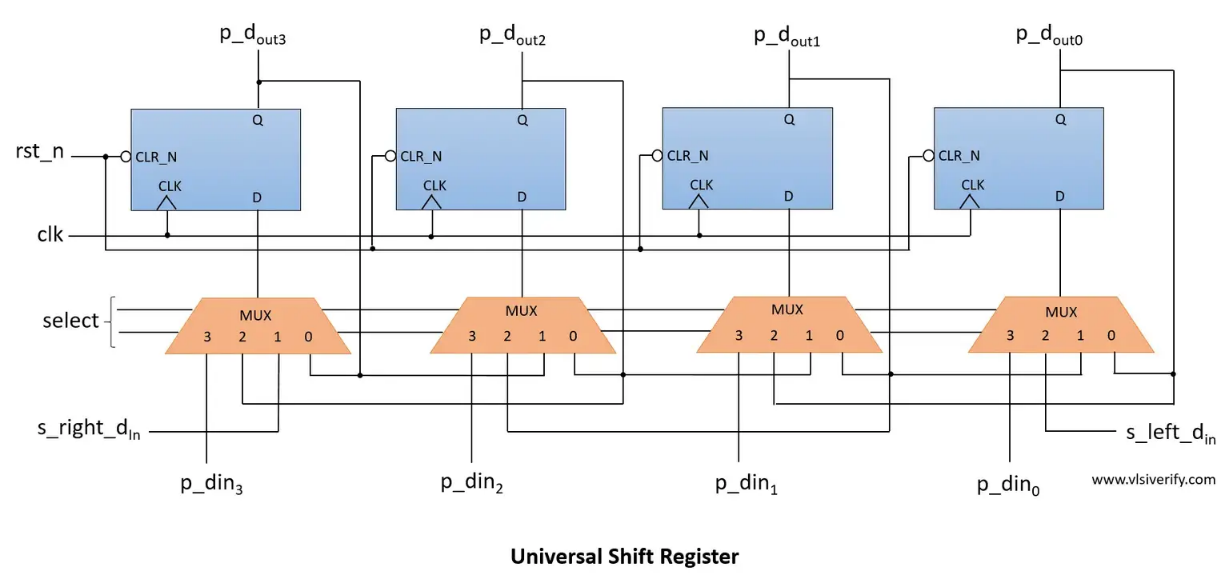 p_dout3 p_dout2 p_dout1 p_dout0
Q Q Q Q
rst_n CLR_N CLR_N CLR_N CLR_N
CLK CLK CLK CLK
D D D D
clk
select MUX MUX MUX MUX
3 2 1 0 3 2 1 0 3 2 1 0 3 2 1 0
s_right_dIn s_left_din
p_din3 p_din2 p_din1 p_din0
www.vlsiverify.com
Universal Shift Register